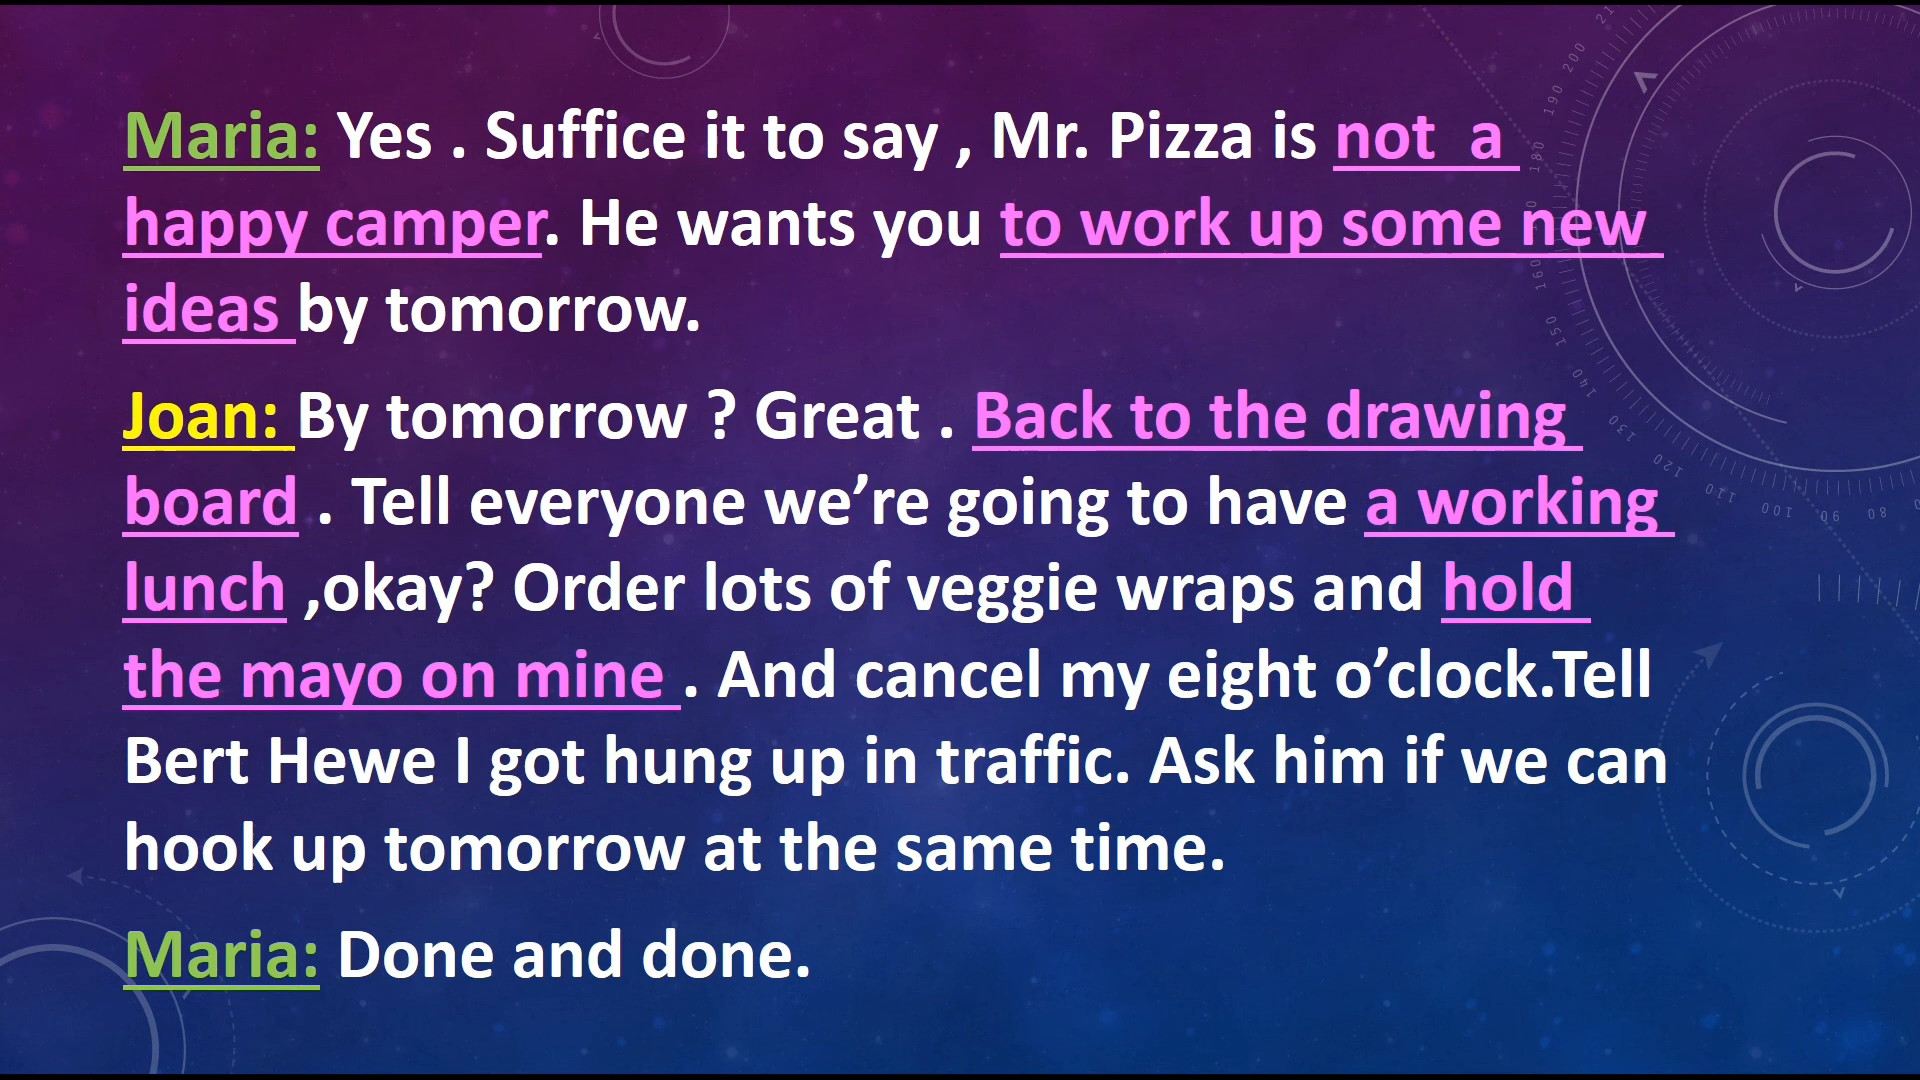 Maria: Yes . Suffice it to say , Mr. Pizza is not  a
happy camper. He wants you to work up some new
ideas by tomorrow.
Joan: By tomorrow ? Great . Back to the drawing
board . Tell everyone we’re going to have a working
lunch ,okay? Order lots of veggie wraps and hold
the mayo on mine . And cancel my eight o’clock.Tell
Bert Hewe I got hung up in traffic. Ask him if we can
hook up tomorrow at the same time.
Maria: Done and done.